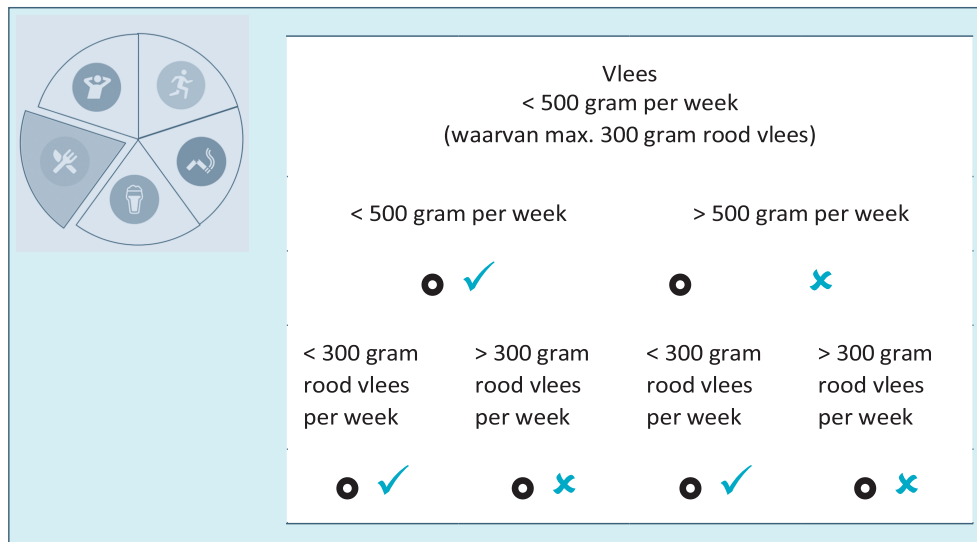 Vlees
< 500 gram per week
(waarvan max. 300 gram rood vlees)
< 500 gram per week
> 500 gram per week
< 300 gram
rood vlees
per week
> 300 gram
rood vlees
per week
< 300 gram
rood vlees
per week
> 300 gram
rood vlees
per week